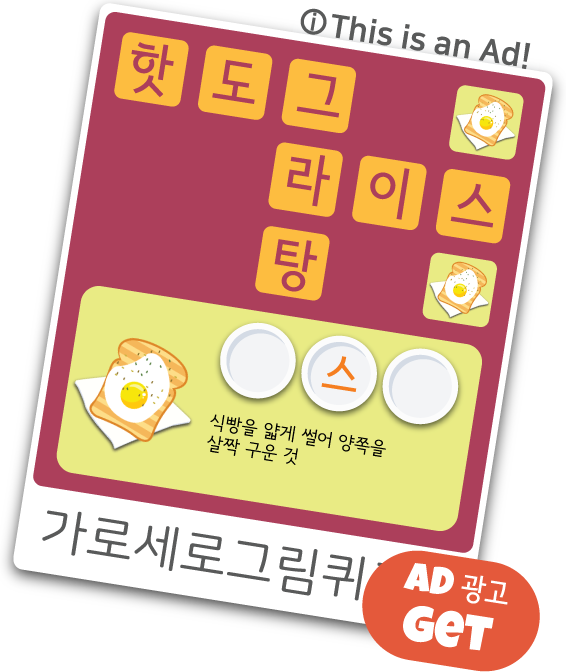 ⓘ This is an Ad!
핫 도 그
라 이 스
탕
스
식빵을 얇게 썰어 양쪽을
살짝 구운 것
가로세로그림퀴
AD 광고
GET